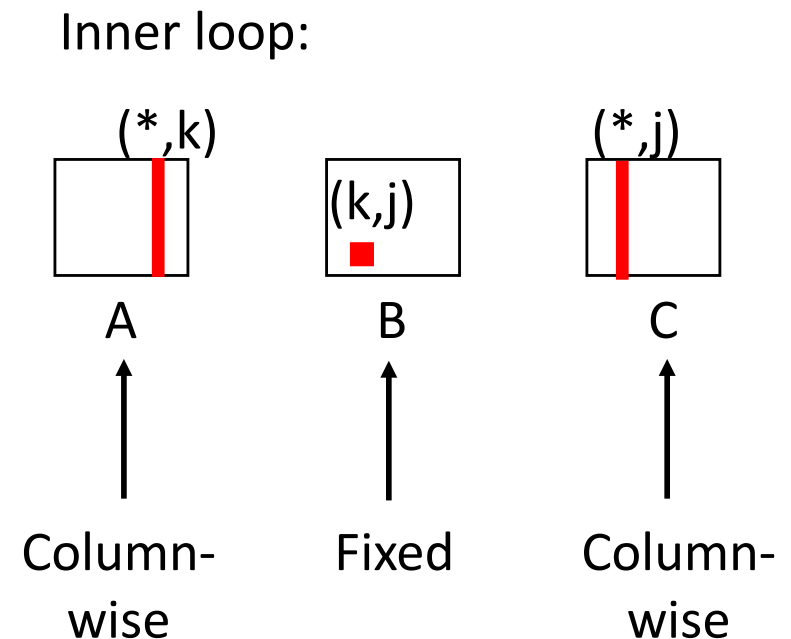 Inner loop:
(*,k)
(*,j)
(k,j)
A
B
C
Column-
wise
Fixed
Column-
wise